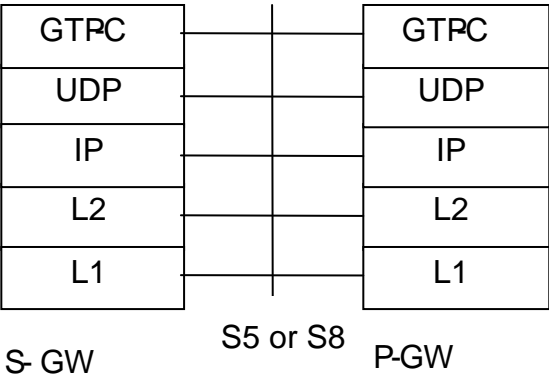 GTP-C GTP-C
UDP UDP
IP IP
L2 L2
L1 L1
S5 or S8
S- GW P-GW